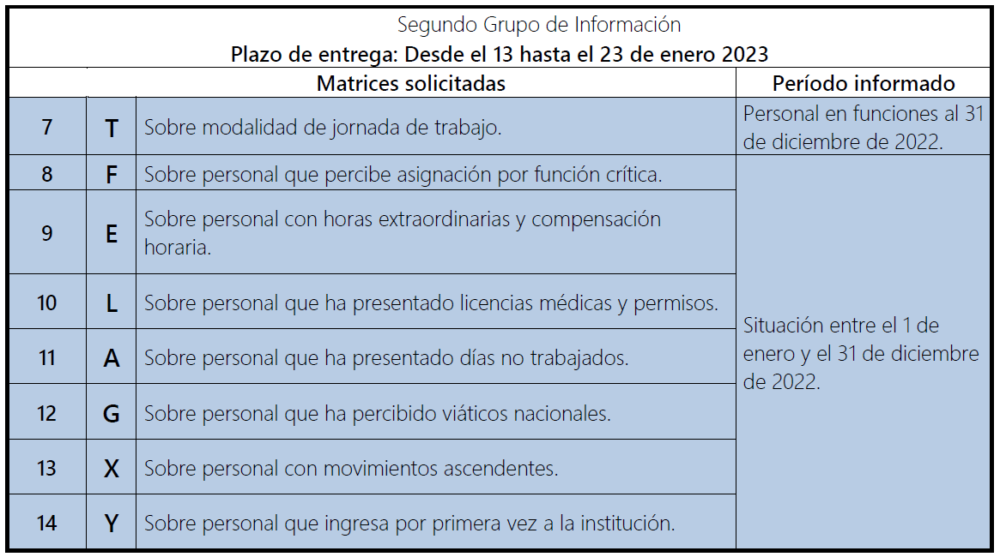 Segundo Grupo de Información
Plazo de entrega: Desde el 13 hasta el 23 de enero 2023
Matrices solicitadas
Período informado
7 T Sobre modalidad de jornada de trabajo.
Personal en funciones al 31
de diciembre de 2022.
8 F Sobre personal que percibe asignación por función crítica.
9 E Sobre personal con horas extraordinarias y compensación
horaria.
10 L Sobre personal que ha presentado licencias médicas y permisos.
11 A Sobre personal que ha presentado días no trabajados.
12 G Sobre personal que ha percibido viáticos nacionales.
13 X Sobre personal con movimientos ascendentes.
14 Y Sobre personal que ingresa por primera vez a la institución.
Situación entre el 1 de
enero y el 31 de diciembre
de 2022.